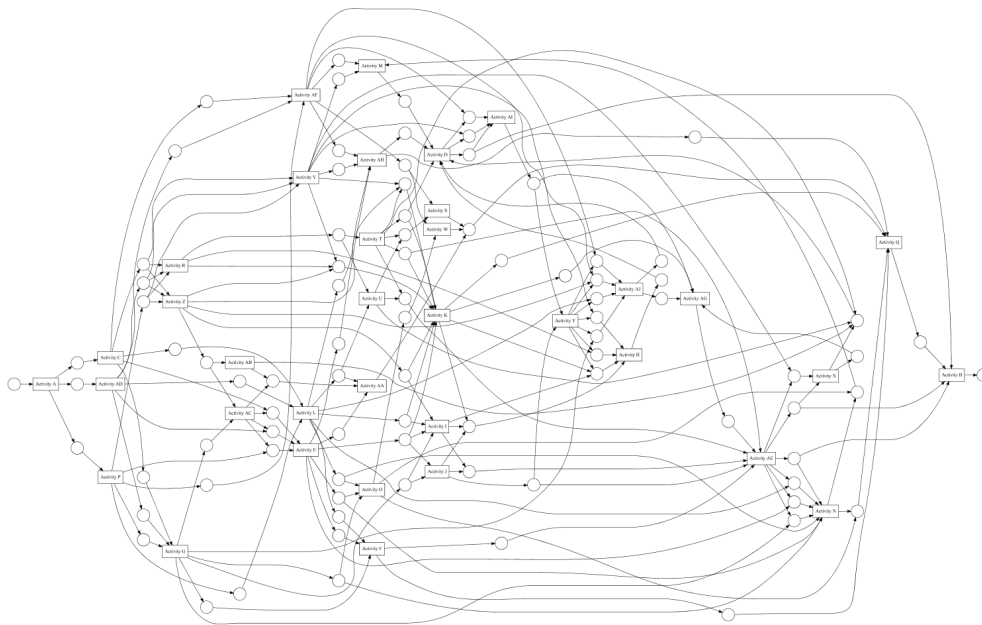 Activity M
Activity AF
Activity AI
Activity D
Activity AH
Activity V
Activity S
Activity W
Activity T
Activity Q
Activity R
Activity AJ
Activity Z
Activity U
Activity AG
Activity K
Activity Y
Activity H
Activity C
Activity AB
Activity X
Activity B
Activity A
Activity AD
Activity AA
Activity AC
Activity L
Activity I
Activity E
Activity AE
Activity J
Activity P
Activity O
Activity N
Activity F
Activity G